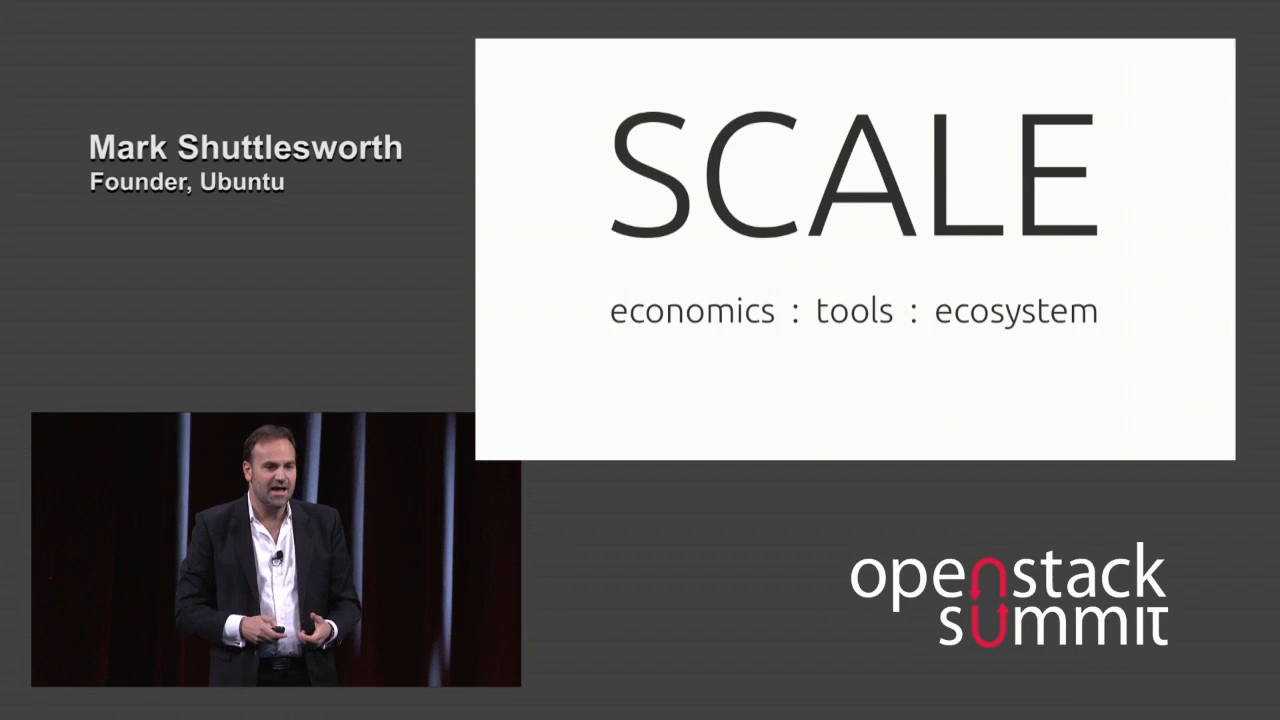 Mark Shuttlesworth
Founder, Ubuntu
SCALE
economics : tools : ecosystem
openstack
summit